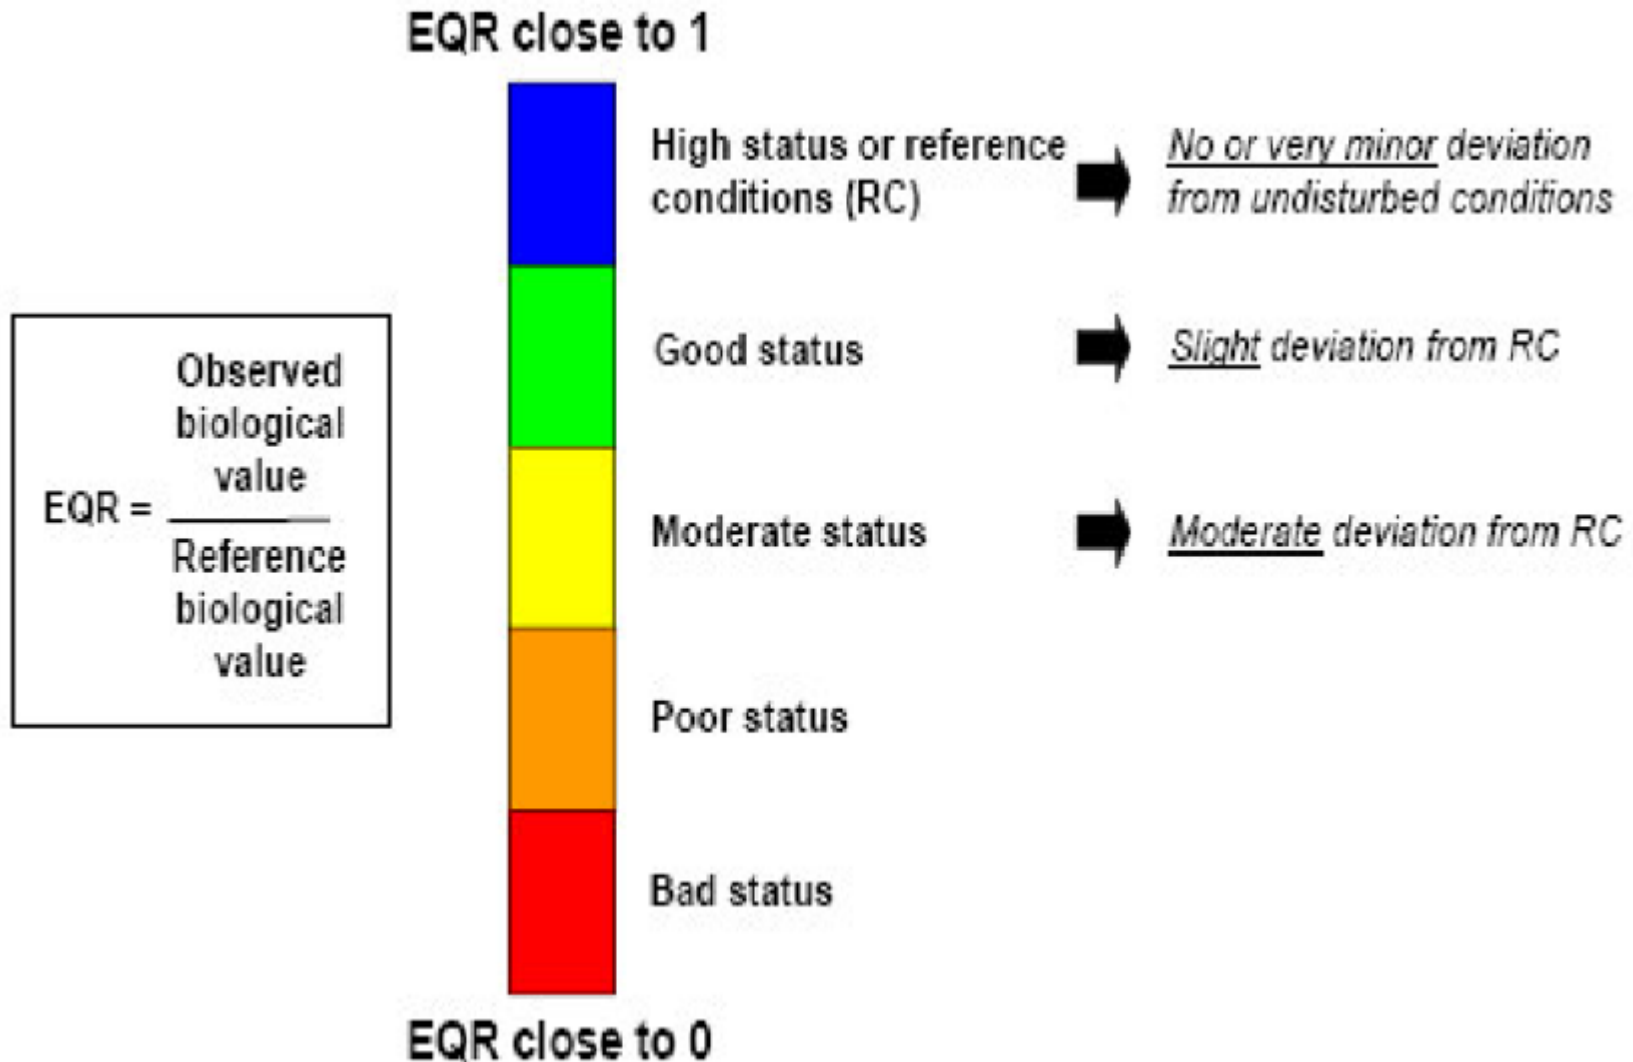 EQR close to 1
High status or reference
conditions (RC)
No or very minor deviation
from undisturbed conditions
Observed
biological
value
EQR =
Reference
biological
value
Good status
Slight deviation from RC
Moderate status
Moderate deviation from RC
Poor status
Bad status
EQR close to 0